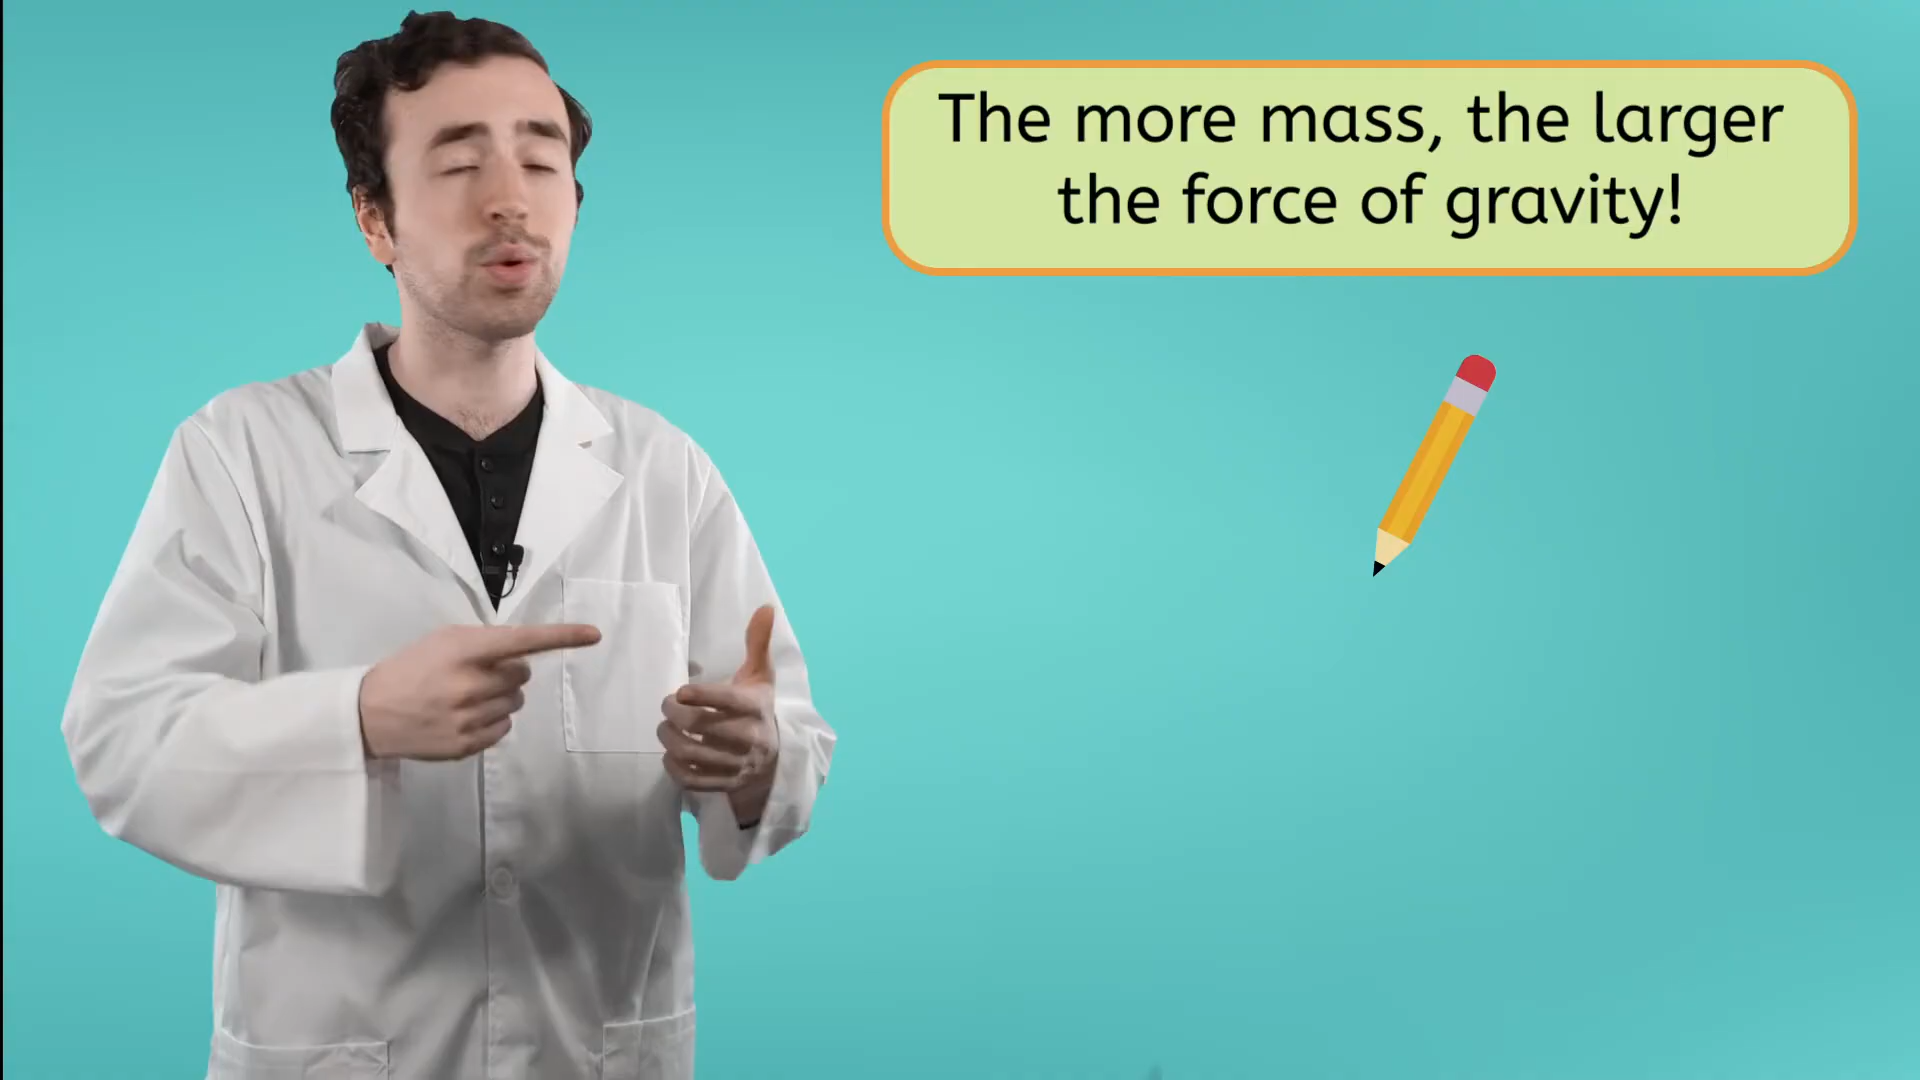 The more mass, the larger
the force of gravity!